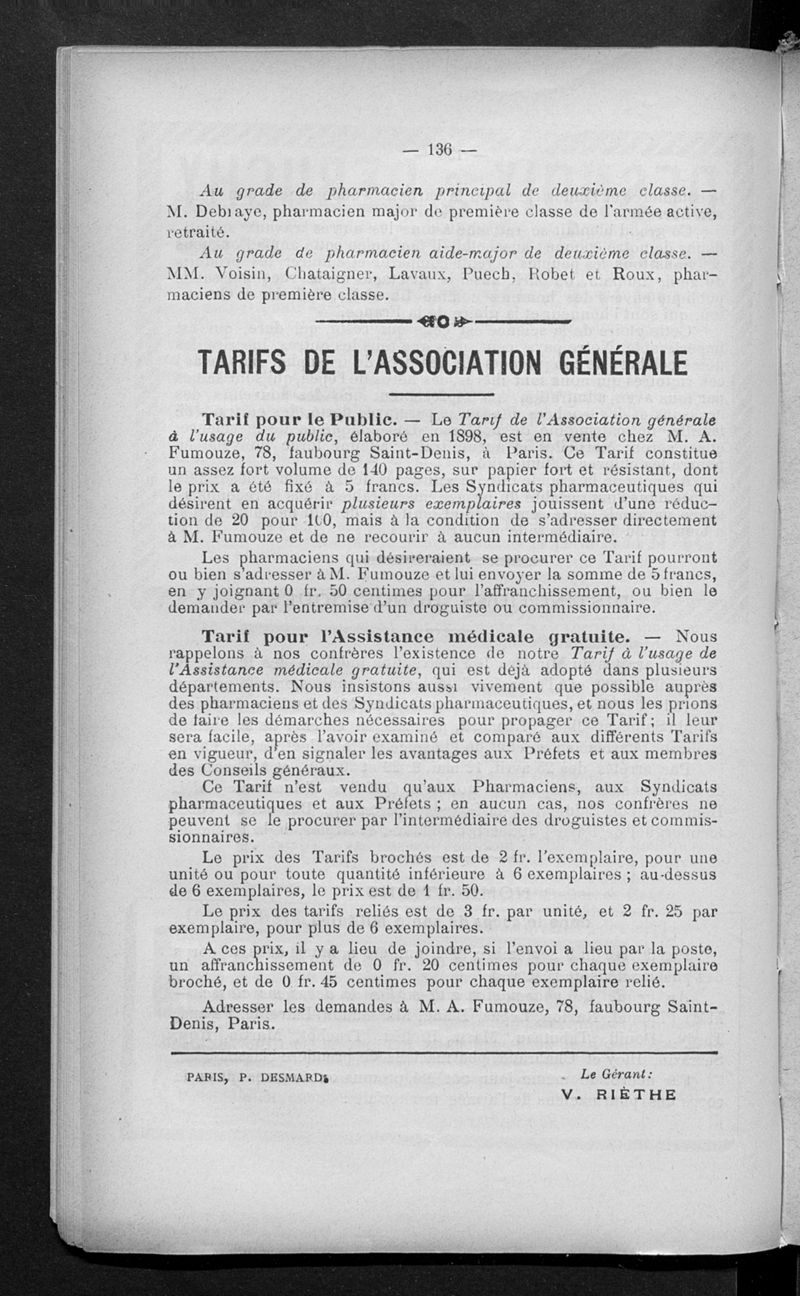 — 136 —
Au grade de pharmacien principal de deuxième classe. —
M. Debraye, pharmacien major de première classe de l'armée active,
retraité.
Au grade de pharmacien aide-major de deuxième classe. —
MM. Voisin, Chataigner, Lavaux, Puech, Robet et Roux, phar-
maciens de première classe.
TARIFS DE L'ASSOCIATION GÉNÉRALE
Tarif pour le Public. — Le Tarif de l'Association générale
à l'usage du public, élaboré en 1898, est en vente chez M. A.
Fumouze, 78, faubourg Saint-Denis, à Paris. Ce Tarif constitue
un assez fort volume de 140 pages, sur papier fort et résistant, dont
le prix a été fixé à 5 francs. Les Syndicats pharmaceutiques qui
désirent en acquérir plusieurs exemplaires jouissent d'une réduc-
tion de 20 pour 100, mais à la condition de s'adresser directement
à M. Fumouze et de ne recourir à aucun intermédiaire.
Les pharmaciens qui désireraient se procurer ce Tarif pourront
ou bien s'adresser à M. Fumouze et lui envoyer la somme de 5 francs,
en y joignant 0 fr. 50 centimes pour l'affranchissement, ou bien le
demander par l'entremise d'un droguiste ou commissionnaire.
Tarif pour l'Assistance médicale gratuite. — Nous
rappelons à nos confrères l'existence de notre Tarif à l'usage de
l'Assistance médicale gratuite, qui est déjà adopté dans plusieurs
départements. Nous insistons aussi vivement que possible auprès
des pharmaciens et des Syndicats pharmaceutiques, et nous les prions
de faire les démarches nécessaires pour propager ce Tarif ; il leur
sera facile, après l'avoir examiné et comparé aux différents Tarifs
en vigueur, d'en signaler les avantages aux Préfets et aux membres
des Conseils généraux.
Ce Tarif n'est vendu qu'aux Pharmaciens, aux Syndicats
pharmaceutiques et aux Préfets ; en aucun cas, nos confrères ne
peuvent se le procurer par l'intermédiaire des droguistes et commis-
sionnaires.
Le prix des Tarifs brochés est de 2 fr. l'exemplaire, pour une
unité ou pour toute quantité inférieure à 6 exemplaires ; au-dessus
de 6 exemplaires, le prix est de 1 fr. 50.
Le prix des tarifs reliés est de 3 fr. par unité, et 2 fr. 25 par
exemplaire, pour plus de 6 exemplaires.
A ces prix, il y a lieu de joindre, si l'envoi a lieu par la poste,
un affranchissement de 0 fr. 20 centimes pour chaque exemplaire
broché, et de 0 fr. 45 centimes pour chaque exemplaire relié.
Adresser les demandes à M. A. Fumouze, 78, faubourg Saint-
Denis, Paris.
PARIS, P. DESMARDS
Le Gérant :
V. RIÈTHE